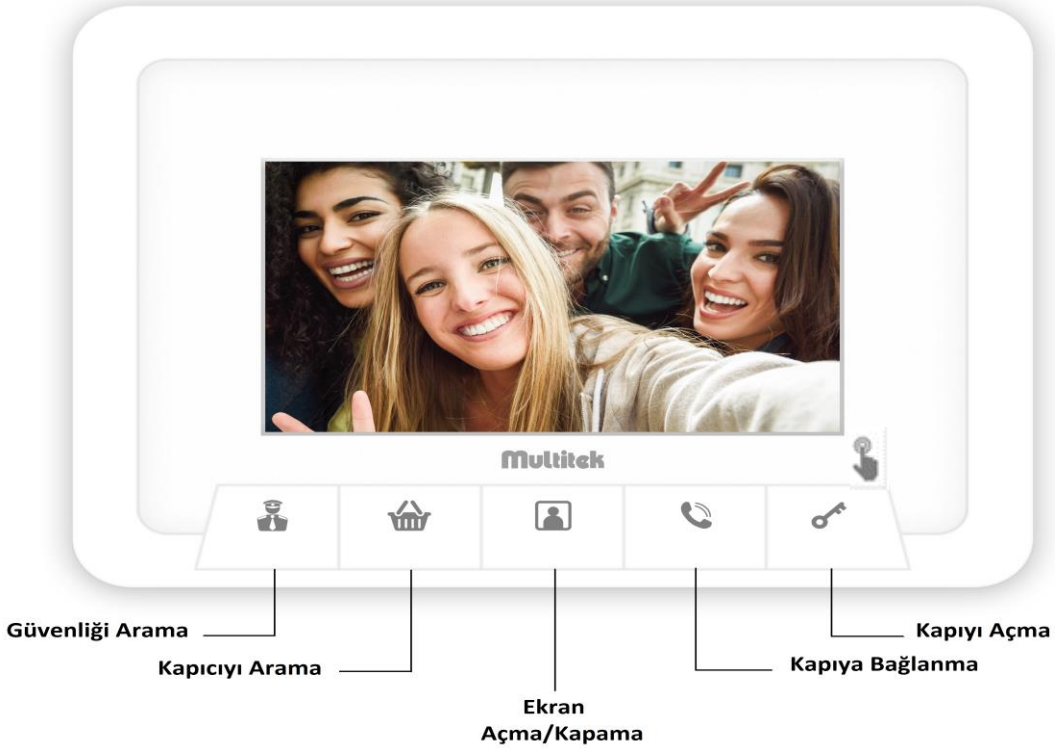 Multitek
Güvenliği Arama
Kapıcıyı Arama
Ekran
Açma/Kapama
Kapıya Bağlanma
Kapıyı Açma